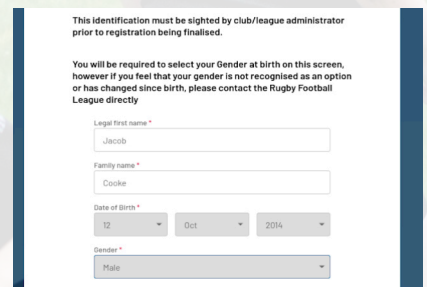 This identification must be sighted by club/league administrator
prior to registration being finalised.
You will be required to select your Gender at birth on this screen,
however if you feel that your gender is not recognised as an option
or has changed since birth, please contact the Rugby Football
League directly
Legal first name *
Jacob
Family name *
Cooke
Date of Birth *
12 Oct 2014
Gender *
Male